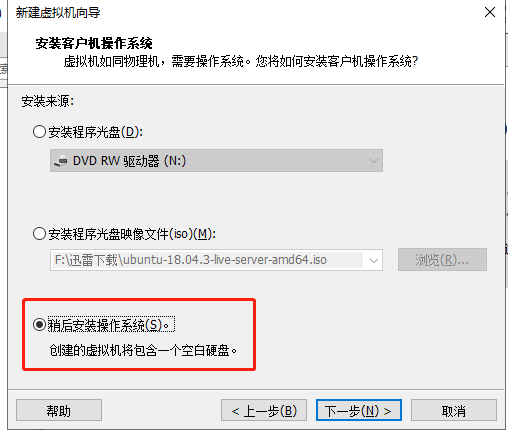 新建虚拟机向导
安装客户机操作系统
虚拟机如同物理机，需要操作系统。您将如何安装客户机操作系统?
安装来源:
安装程序光盘(D):
DVD RW 驱动器 (N:)
安装程序光盘映像文件(iso)(M):
F:\迅雷下载\ubuntu-18.04.3-live-server-amd64.iso
浏览(R)...
稍后安装操作系统(S)。
创建的虚拟机将包含一个空白硬盘。
帮助
< 上一步(B)
下一步(N) >
取消